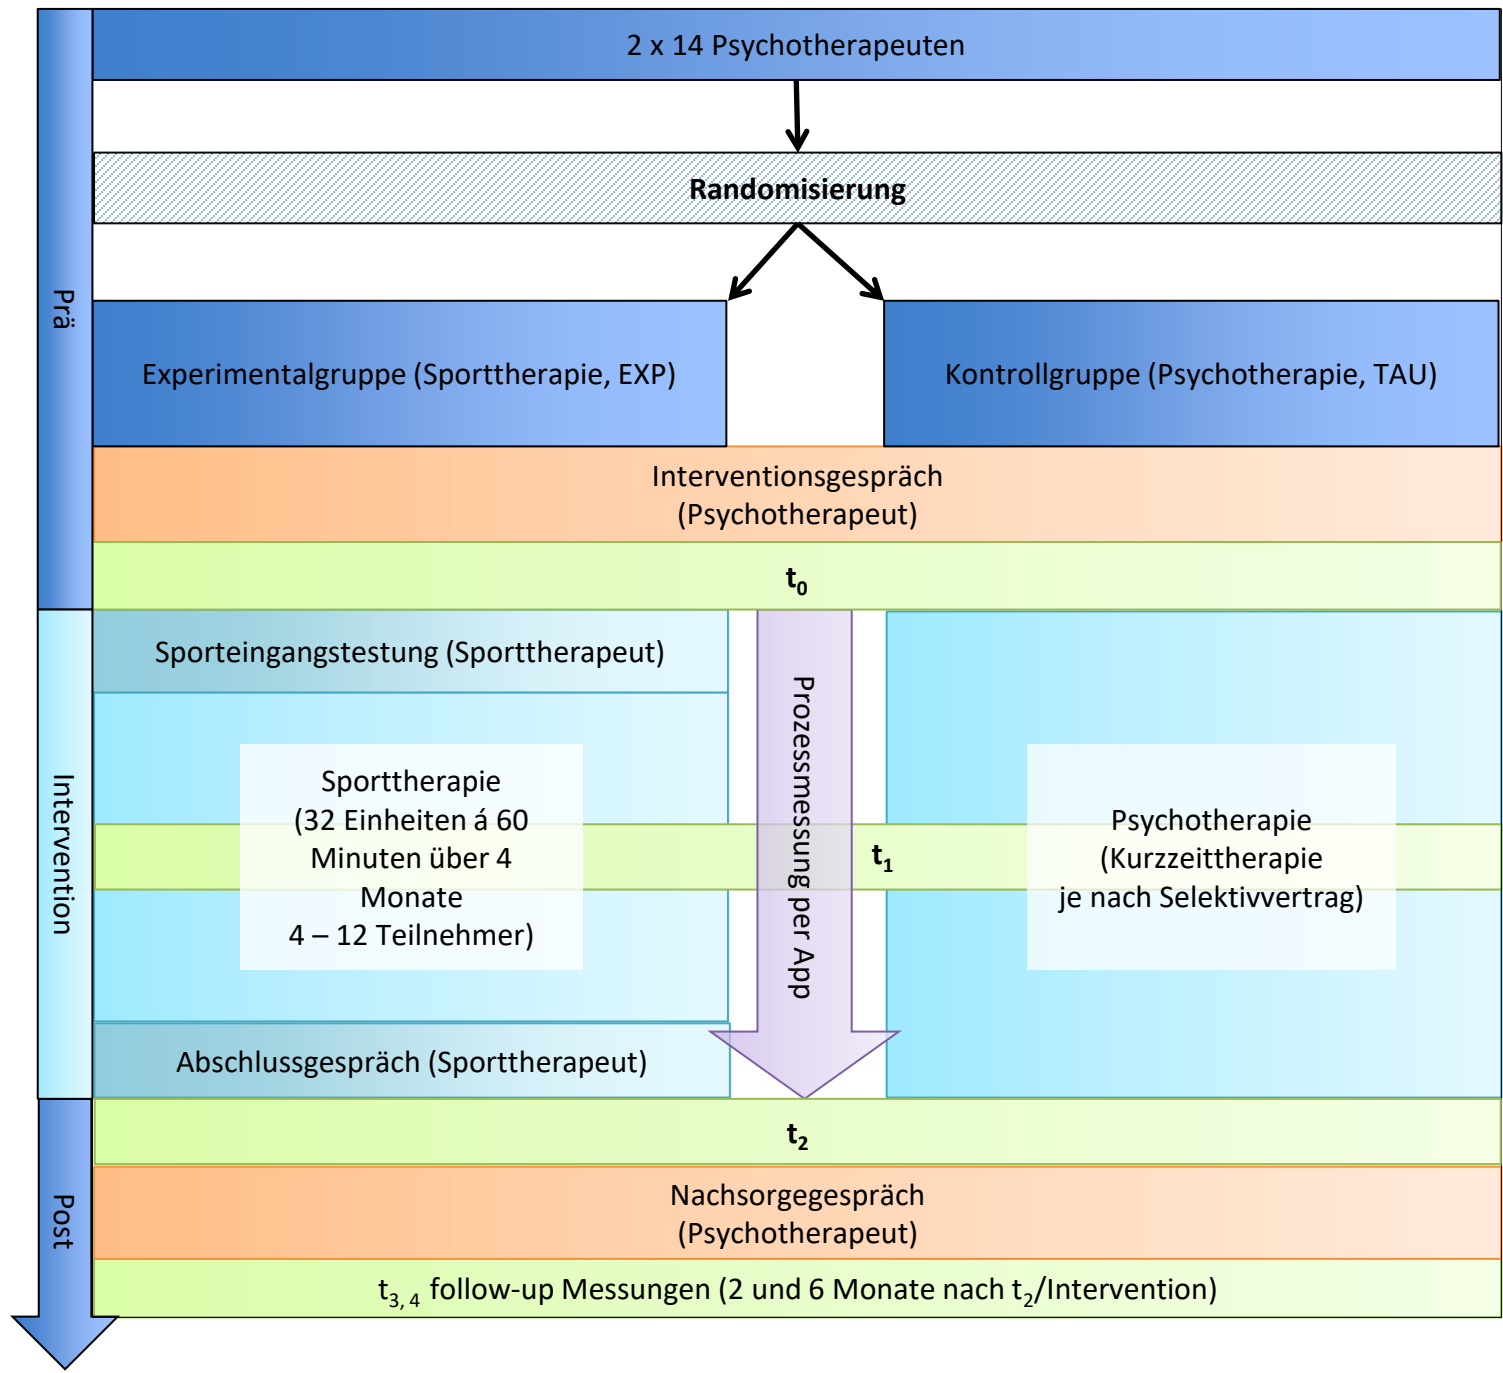 2 x 14 Psychotherapeuten
Randomisierung
Prä
Experimentalgruppe (Sporttherapie, EXP)
Kontrollgruppe (Psychotherapie, TAU)
Interventionsgespräch
(Psychotherapeut)
t0
Intervention
Sporteingangstestung (Sporttherapeut)
Sporttherapie
(32 Einheiten á 60
Minuten über 4
Monate
4 – 12 Teilnehmer)
Prozessmessung per App
t1
Psychotherapie
(Kurzzeittherapie
je nach Selektivvertrag)
Abschlussgespräch (Sporttherapeut)
Post
t2
Nachsorgegespräch
(Psychotherapeut)
t3, 4 follow-up Messungen (2 und 6 Monate nach t2/Intervention)